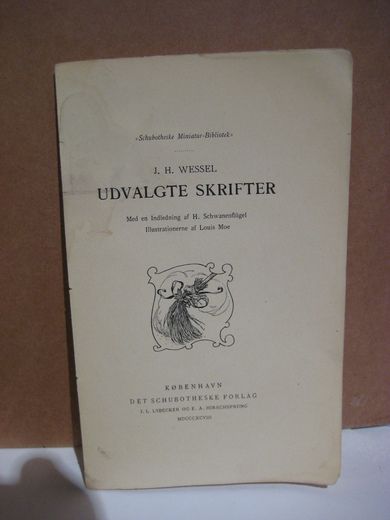 »Schubotheske Miniatur-Bibliotek«
J. H. WESSEL
UDVALGTE SKRIFTER
Med en Indledning af H. Schwanenflügel
Illustrationerne af Louis Moe
KØBENHAVN
DET SCHUBOTHESKE FORLAG
J. L. LYBECKER OG E. A. HIRSCHSPRUNG
MDCCCXCVIII